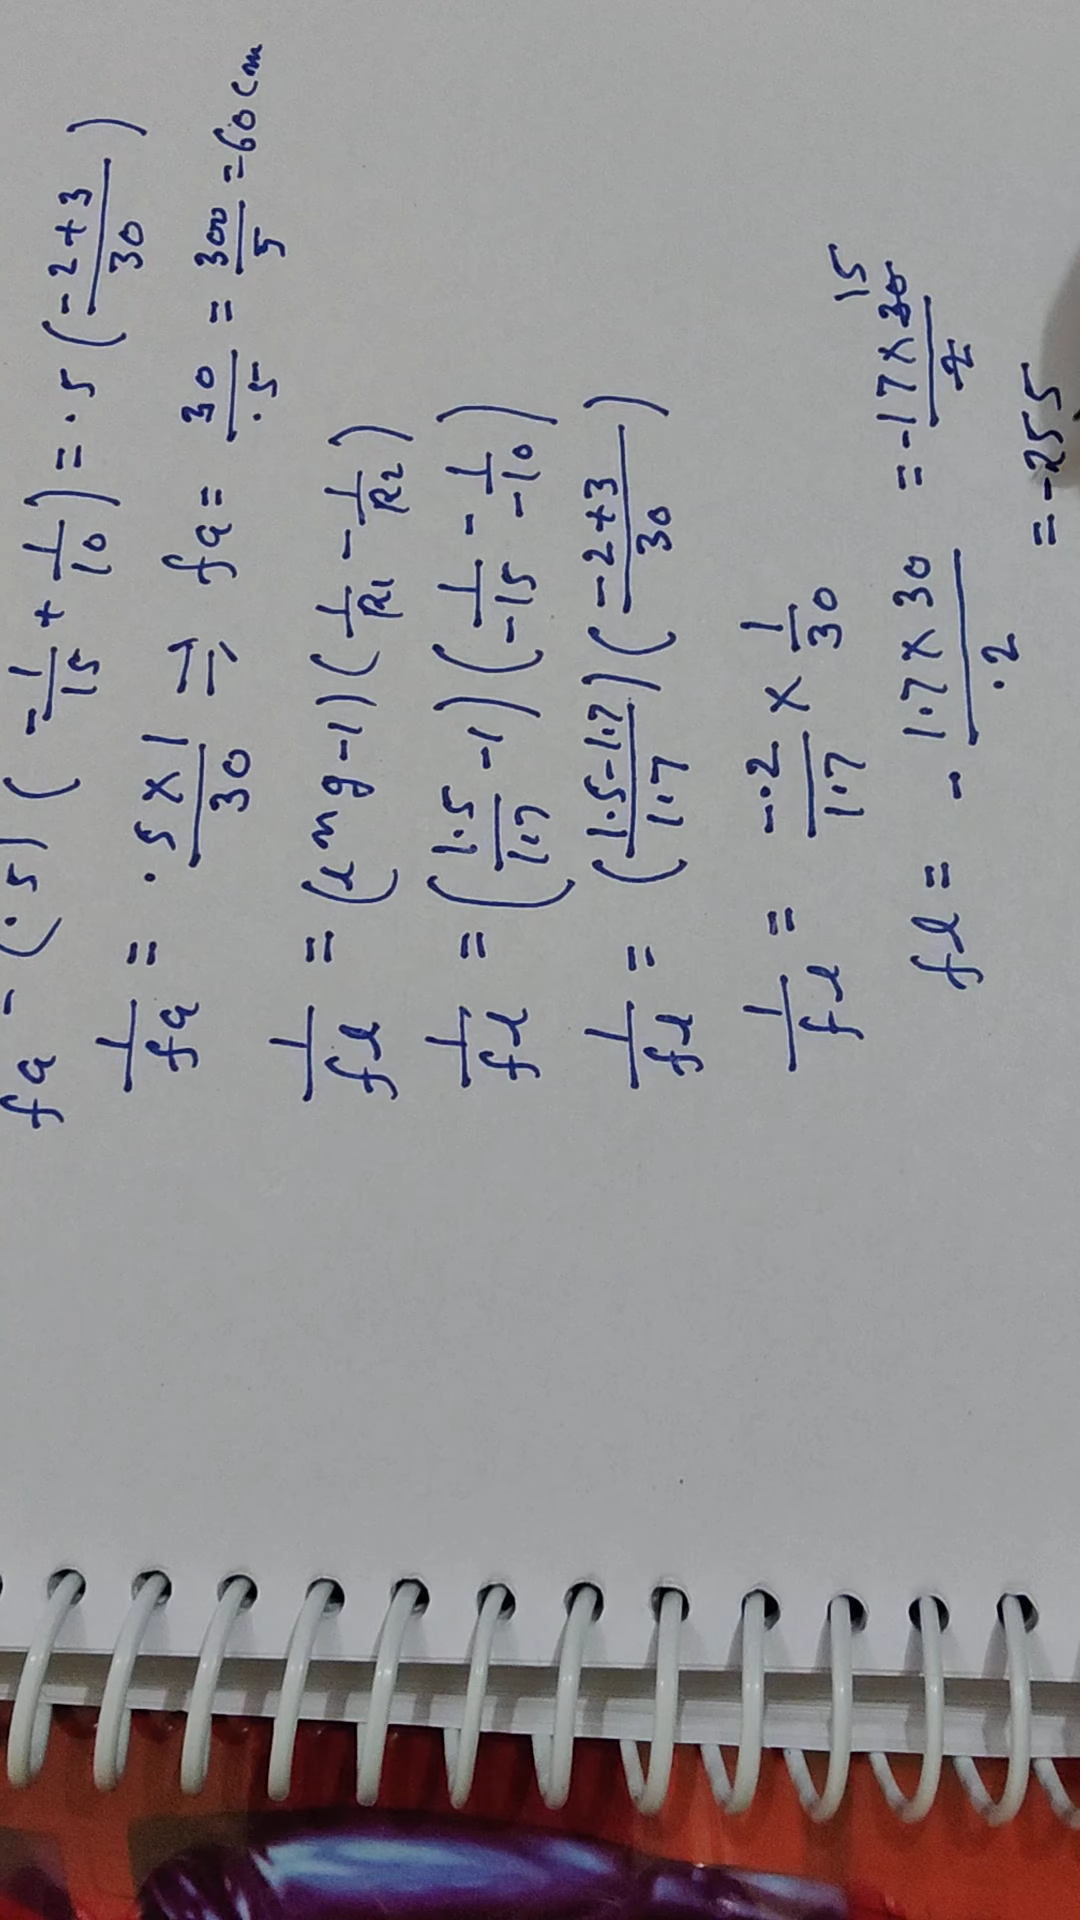 fa = (.5) ( -1/15 + 1/10 ) = .5 ( -2+3/30 )
1/fa = .5×1/30 ⇒ fa = 30/.5 = 300/5 = 60cm
1/fl = (lμg-1) ( 1/R1 - 1/R2 )
1/fl = ( 1.5/1.7 -1 ) ( 1/-15 - 1/-10 )
1/fl = ( 1.5-1.7/1.7 ) ( -2+3/30 )
1/fl = -.2/1.7 × 1/30
fl = - 1.7×30/.2 = -17×30/2 15
= -255